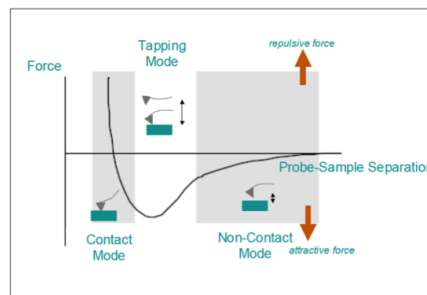 Tapping
Mode
repulsive force
Force
Probe-Sample Separation
Contact
Mode
Non-Contact
Mode
attractive force